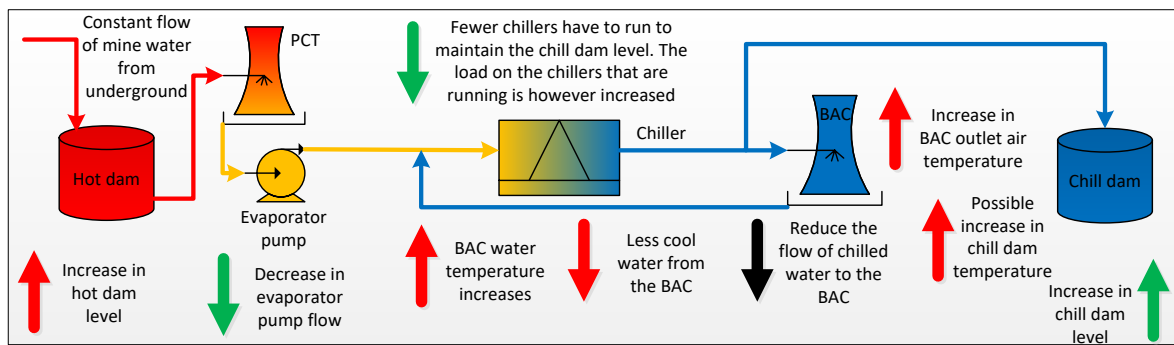 Constant flow
of mine water
from
underground
PCT
Hot dam
Evaporator
pump
Increase in
hot dam
level
Decrease in
evaporator
pump flow
Fewer chillers have to run to
maintain the chill dam level. The
load on the chillers that are
running is however increased
Chiller
BAC water
temperature
increases
Less cool
water from
the BAC
BAC
Reduce the
flow of chilled
water to the
BAC
Increase in
BAC outlet air
temperature
Possible
increase in
chill dam
temperature
Chill dam
Increase in
chill dam
level